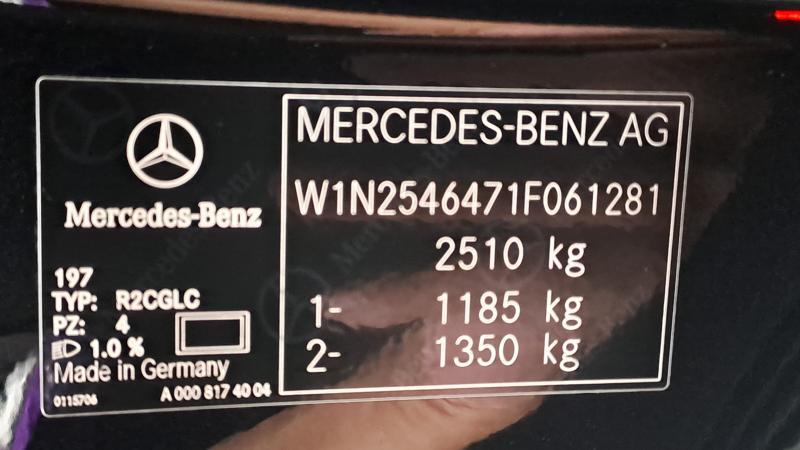 Mercedes-Benz
197
TYP: R2CGLC
PZ: 4
1.0 %
Made in Germany
0115706 A 000 817 40 04
MERCEDES-BENZ AG
W1N2546471F061281
2510 kg
1- 1185 kg
2- 1350 kg